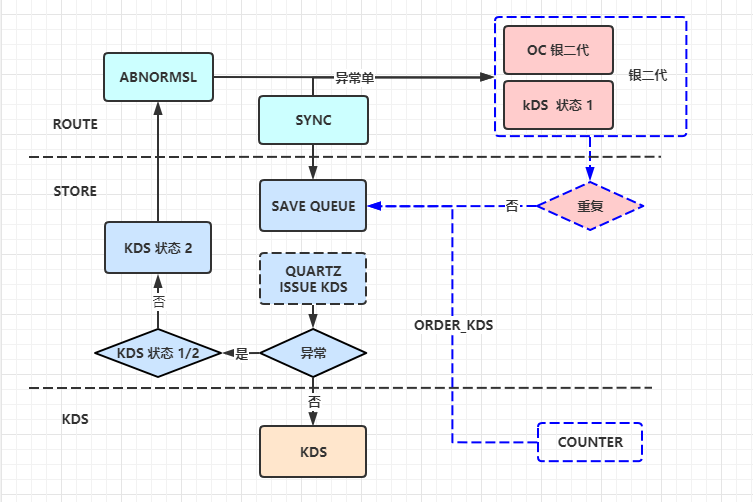 OC 银二代
ABNORMSL
异常单
银二代
kDS 状态 1
SYNC
ROUTE
STORE
SAVE QUEUE
否
重复
KDS 状态 2
QUARTZ
ISSUE KDS
否
ORDER_KDS
KDS 状态 1/2
是
异常
否
KDS
COUNTER
KDS